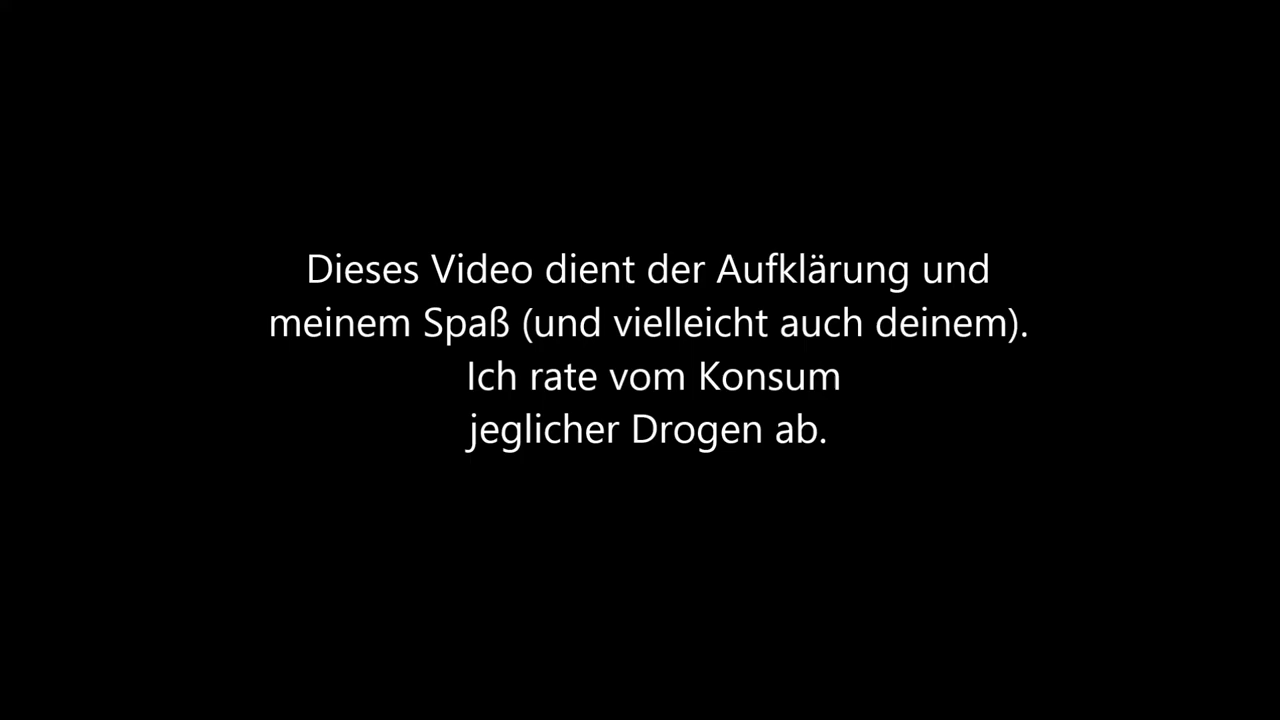 Dieses Video dient der Aufklärung und
meinem Spaß (und vielleicht auch deinem).
Ich rate vom Konsum
jeglicher Drogen ab.